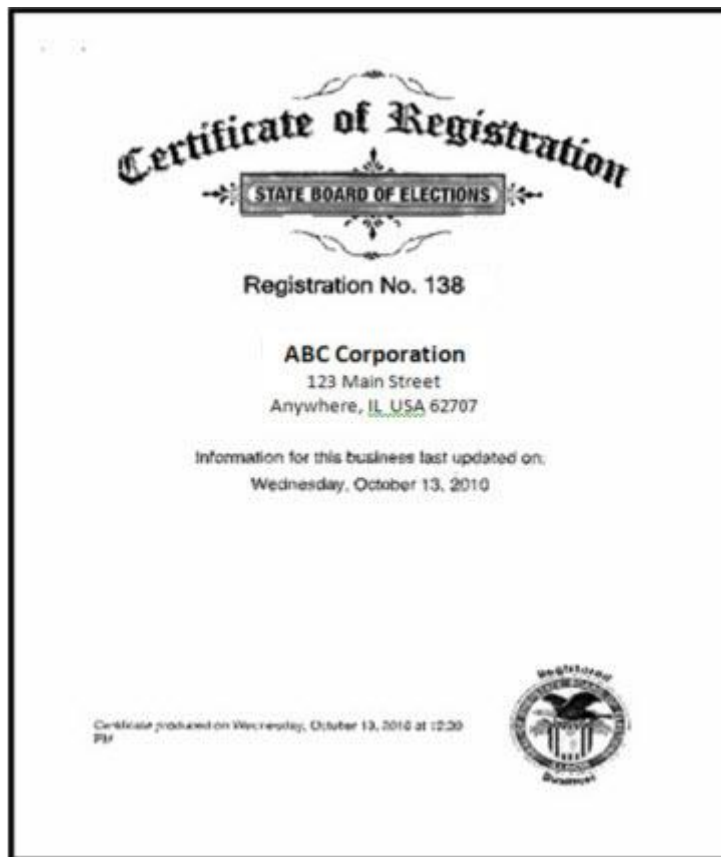 Certificate of Registration
STATE BOARD OF ELECTIONS
Registration No. 138
ABC Corporation
123 Main Street
Anywhere, IL USA 62707
Information for this business last updated on:
Wednesday, October 13, 2010
Certificate produced on Wednesday, October 13, 2010 at 12:20
PM
Registered
Business